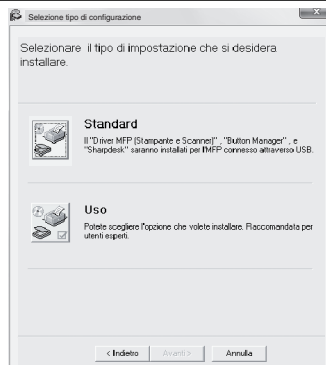 Selezione tipo di configurazione
Selezionare il tipo di impostazione che si desidera
installare.
Standard
Il "Driver MFP (Stampante e Scanner)" , "Button Manager" , e
"Sharpdesk" saranno installati per l'MFP connesso attraverso USB.
Uso
Potete scegliere l'opzione che volete installare. Raccomandata per
utenti esperti.
< Indietro
Avanti >
Annulla